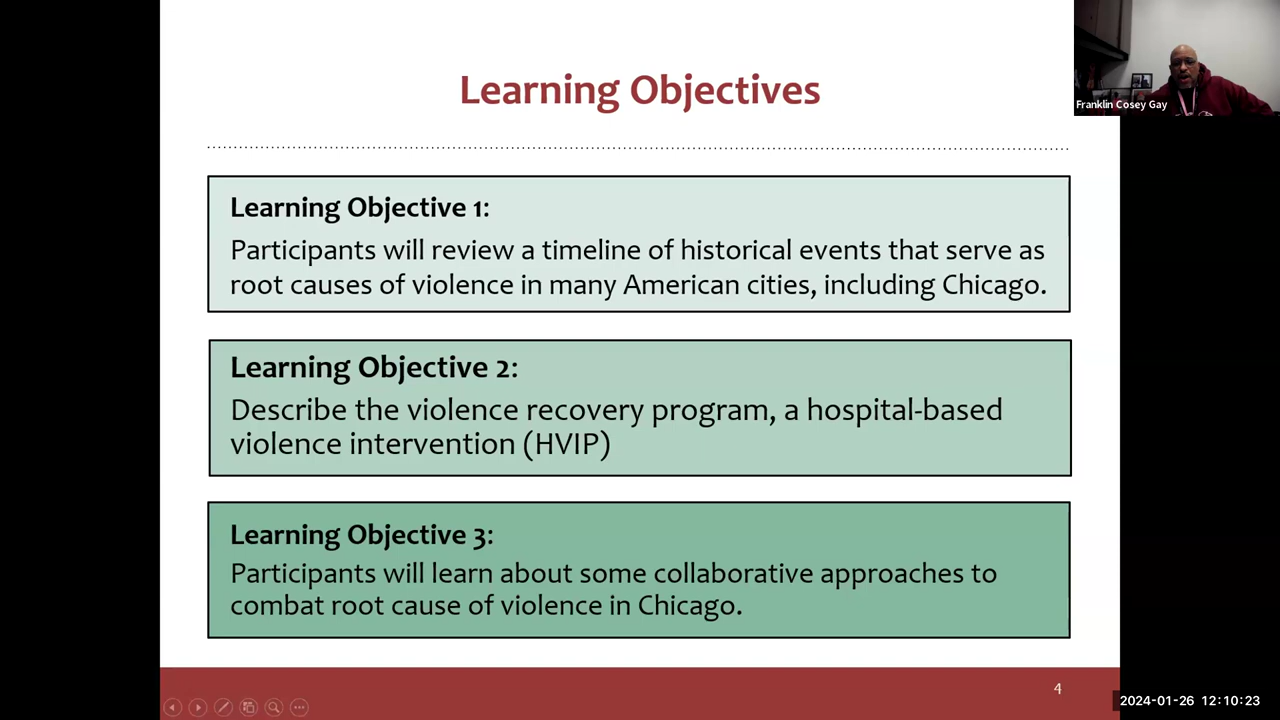 Learning Objectives
Franklin Cosey Gay
Learning Objective 1:
Participants will review a timeline of historical events that serve as
root causes of violence in many American cities, including Chicago.
Learning Objective 2:
Describe the violence recovery program, a hospital-based
violence intervention (HVIP)
Learning Objective 3:
Participants will learn about some collaborative approaches to
combat root cause of violence in Chicago.
4
2024-01-26 12:10:23